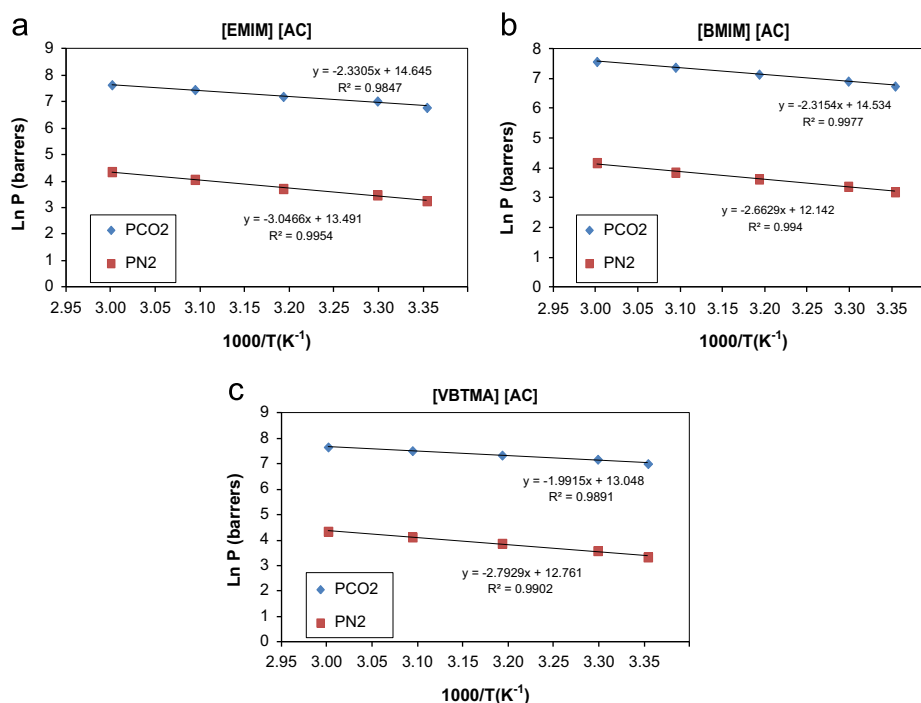 a
[EMIM] [AC]
9
8
7
6
5
4
3
2
1
0
Ln P (barrers)
y = -2.3305x + 14.645
R² = 0.9847
y = -3.0466x + 13.491
R² = 0.9954
PCO2
PN2
2.95 3.00 3.05 3.10 3.15 3.20 3.25 3.30 3.35
1000/T(K⁻¹)
b
[BMIM] [AC]
8
7
6
5
4
3
2
1
0
Ln P (barrers)
y = -2.3154x + 14.534
R² = 0.9977
y = -2.6629x + 12.142
R² = 0.994
PCO2
PN2
2.95 3.00 3.05 3.10 3.15 3.20 3.25 3.30 3.35
1000/T(K⁻¹)
c
[VBTMA] [AC]
9
8
7
6
5
4
3
2
1
0
Ln P (barrers)
y = -1.9915x + 13.048
R² = 0.9891
y = -2.7929x + 12.761
R² = 0.9902
PCO2
PN2
2.95 3.00 3.05 3.10 3.15 3.20 3.25 3.30 3.35
1000/T(K⁻¹)